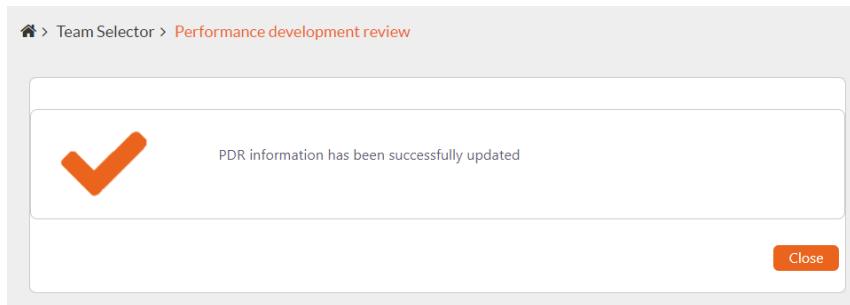 > Team Selector > Performance development review
PDR information has been successfully updated
Close